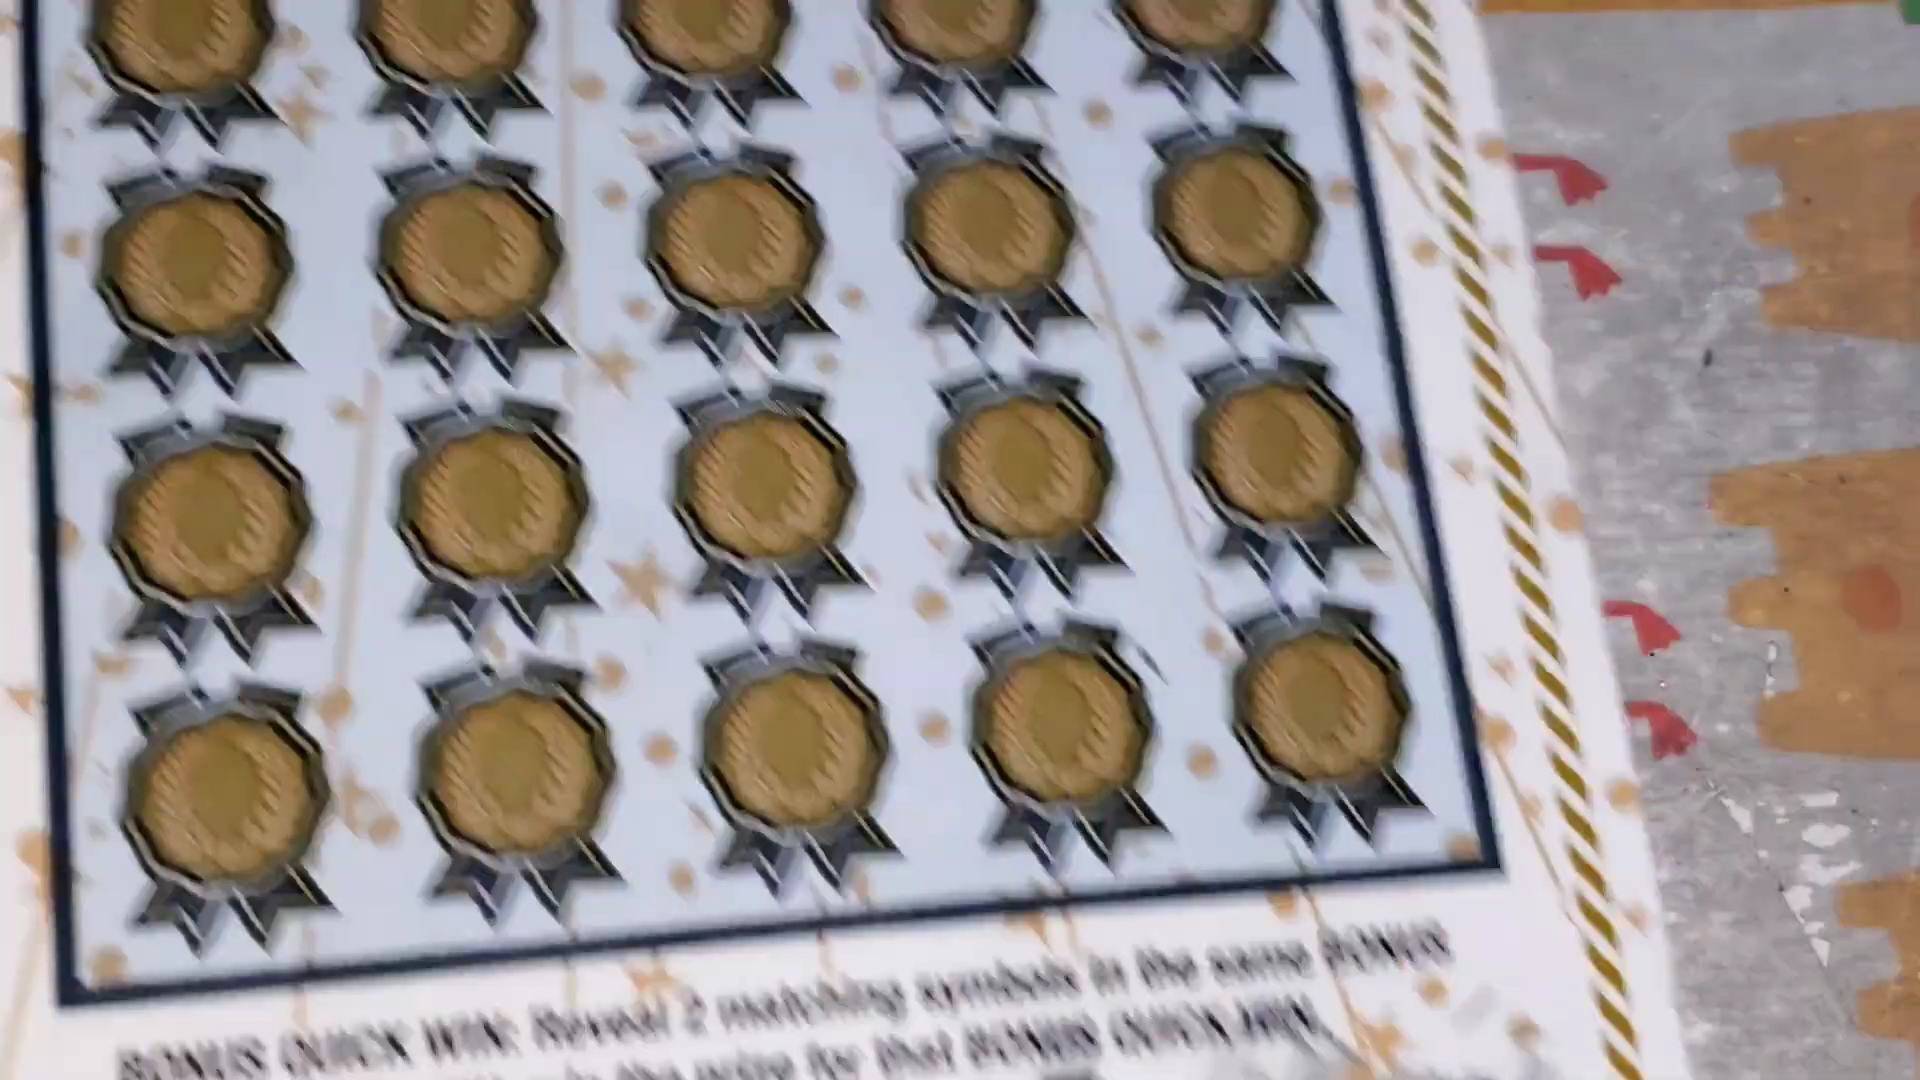 BONUS QUICK WIN: Reveal 2 matching symbols in the same BONUS
the prize for that BONUS QUICK WIN.